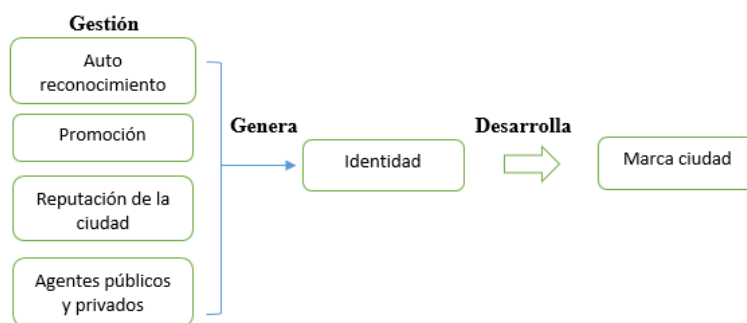 Gestión
Auto
reconocimiento
Promoción
Reputación de la
ciudad
Agentes públicos
y privados
Genera
Identidad
Desarrolla
Marca ciudad